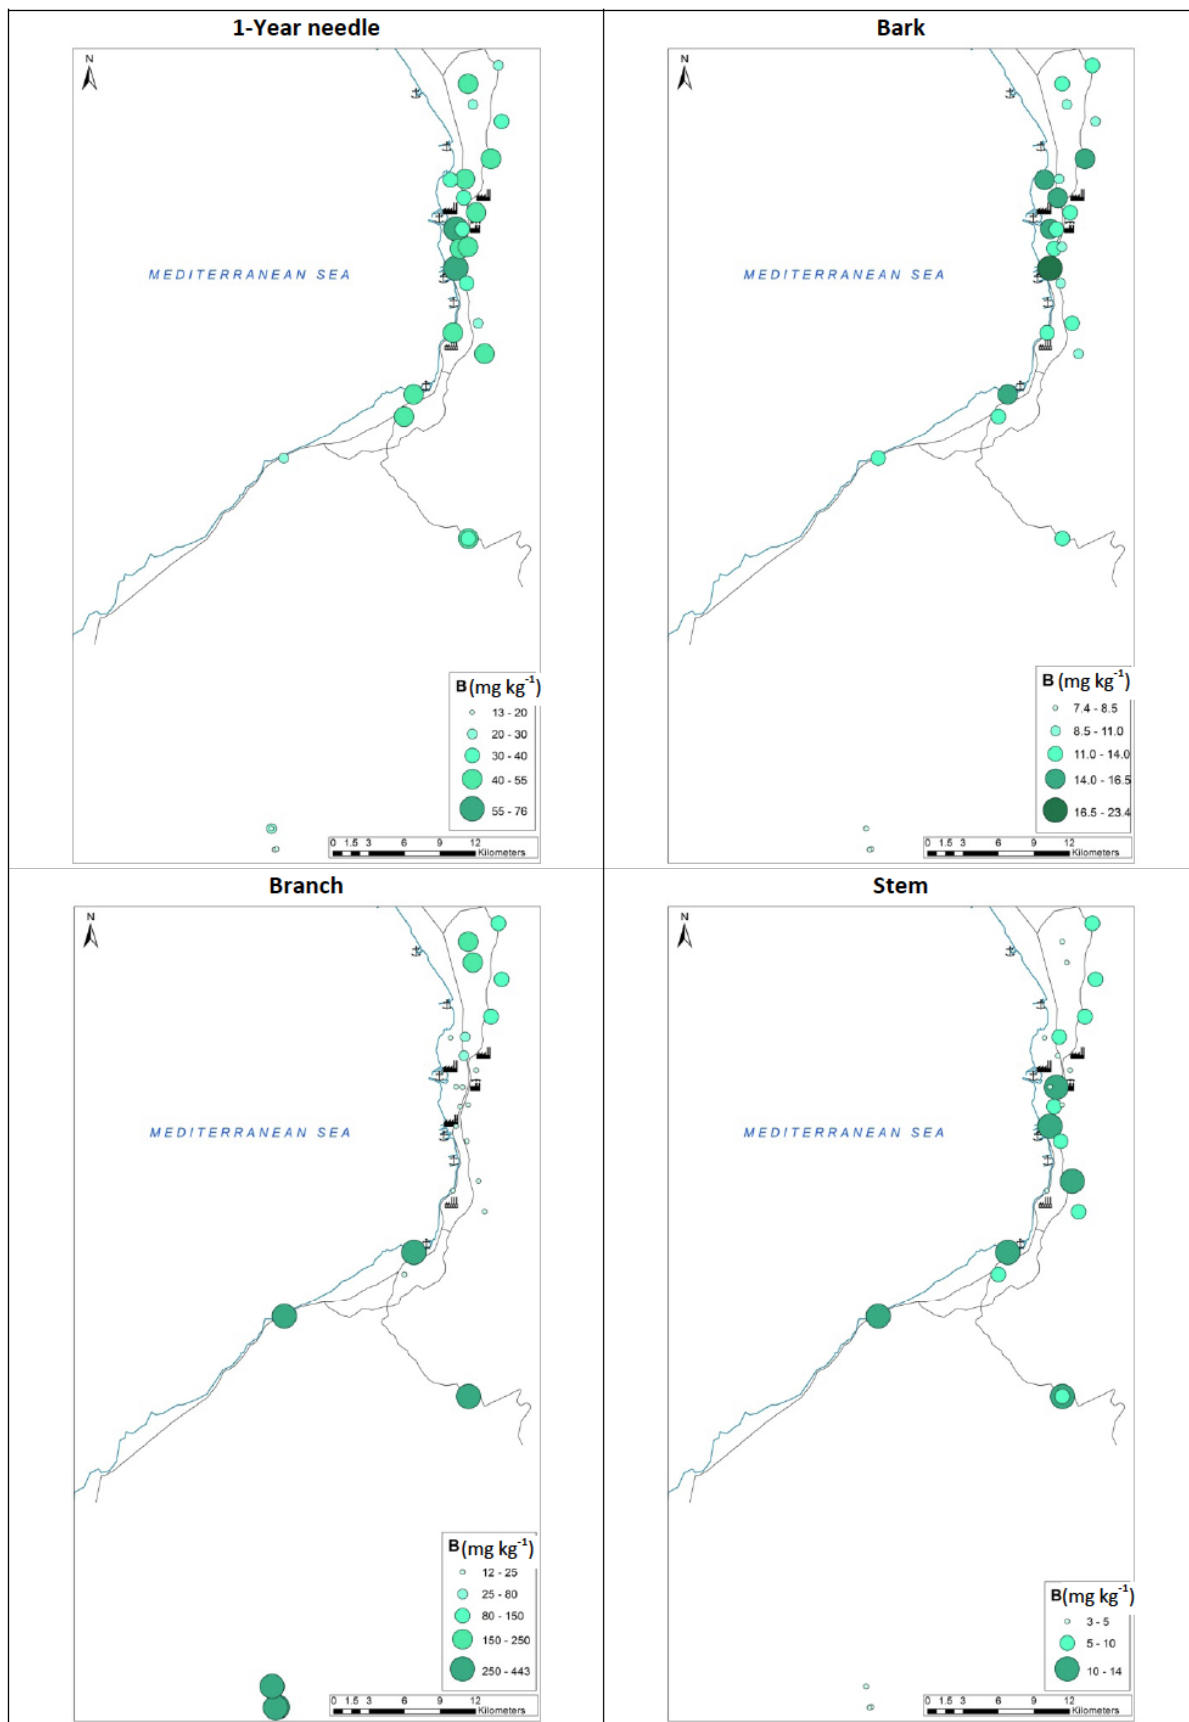 1-Year needle
N
MEDITERRANEAN SEA
B (mg kg⁻¹)
13 - 20
20 - 30
30 - 40
40 - 55
55 - 76
0 1.5 3 6 9 12
Kilometers
Bark
N
MEDITERRANEAN SEA
B (mg kg⁻¹)
7.4 - 8.5
8.5 - 11.0
11.0 - 14.0
14.0 - 16.5
16.5 - 23.4
0 1.5 3 6 9 12
Kilometers
Branch
N
MEDITERRANEAN SEA
B (mg kg⁻¹)
12 - 25
25 - 80
80 - 150
150 - 250
250 - 443
0 1.5 3 6 9 12
Kilometers
Stem
N
MEDITERRANEAN SEA
B (mg kg⁻¹)
3 - 5
5 - 10
10 - 14
0 1.5 3 6 9 12
Kilometers